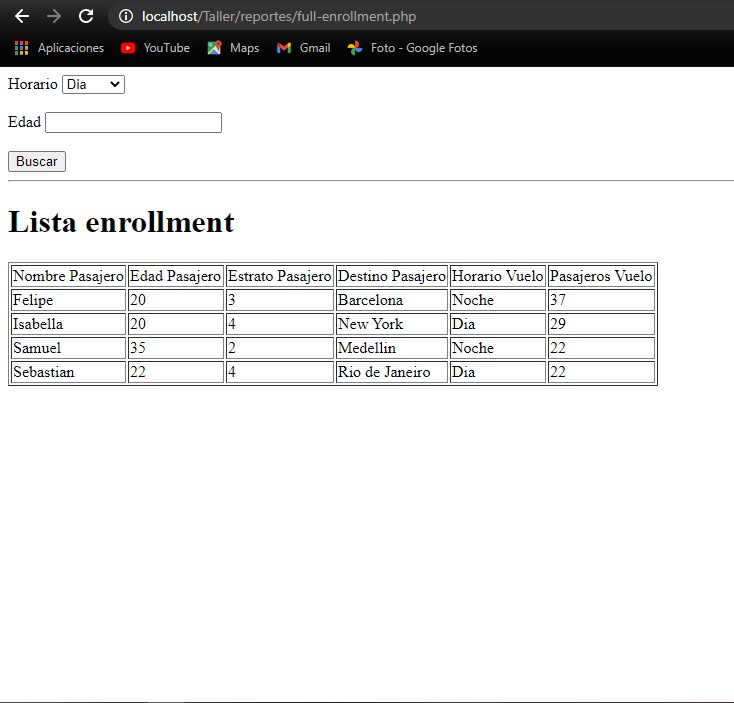 localhost/Taller/reportes/full-enrollment.php
Aplicaciones YouTube Maps Gmail Foto - Google Fotos
Horario Dia
Edad
Buscar
Lista enrollment
Nombre Pasajero Edad Pasajero Estrato Pasajero Destino Pasajero Horario Vuelo Pasajeros Vuelo
Felipe 20 3 Barcelona Noche 37
Isabella 20 4 New York Dia 29
Samuel 35 2 Medellin Noche 22
Sebastian 22 4 Rio de Janeiro Dia 22